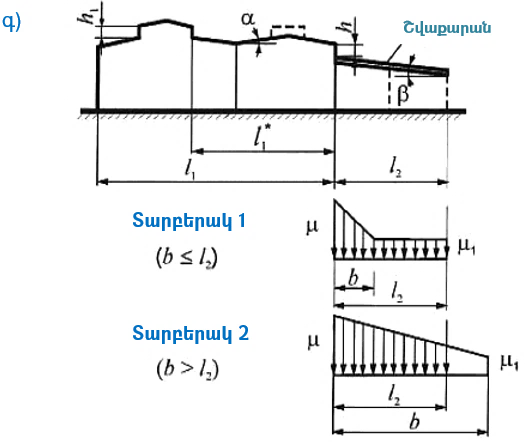 գ)
h₁
α
h
Շվաքարան
β
l₁*
l₁
l₂
Տարբերակ 1
(b ≤ l₂)
μ
μ₁
b
l₂
Տարբերակ 2
(b > l₂)
μ
μ₁
l₂
b